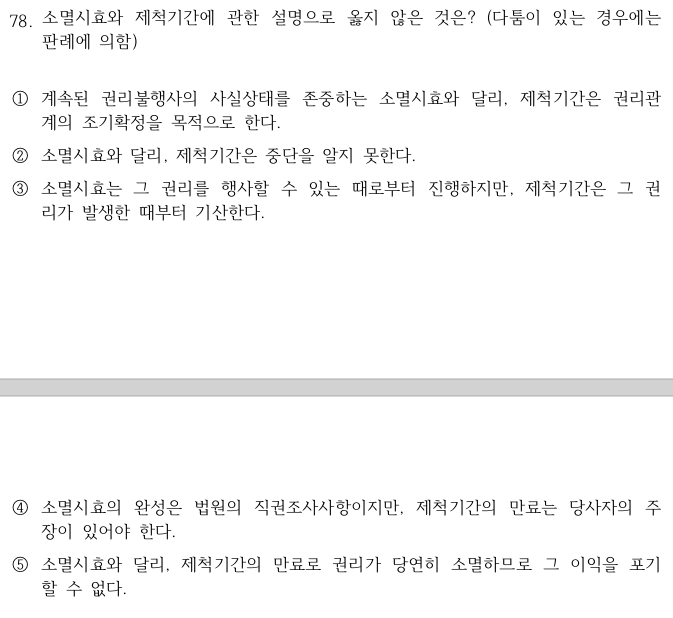 78. 소멸시효와 제척기간에 관한 설명으로 옳지 않은 것은? (다툼이 있는 경우에는
판례에 의함)
① 계속된 권리불행사의 사실상태를 존중하는 소멸시효와 달리, 제척기간은 권리관
계의 조기확정을 목적으로 한다.
② 소멸시효와 달리, 제척기간은 중단을 알지 못한다.
③ 소멸시효는 그 권리를 행사할 수 있는 때로부터 진행하지만, 제척기간은 그 권
리가 발생한 때부터 기산한다.
④ 소멸시효의 완성은 법원의 직권조사사항이지만, 제척기간의 만료는 당사자의 주
장이 있어야 한다.
⑤ 소멸시효와 달리, 제척기간의 만료로 권리가 당연히 소멸하므로 그 이익을 포기
할 수 없다.